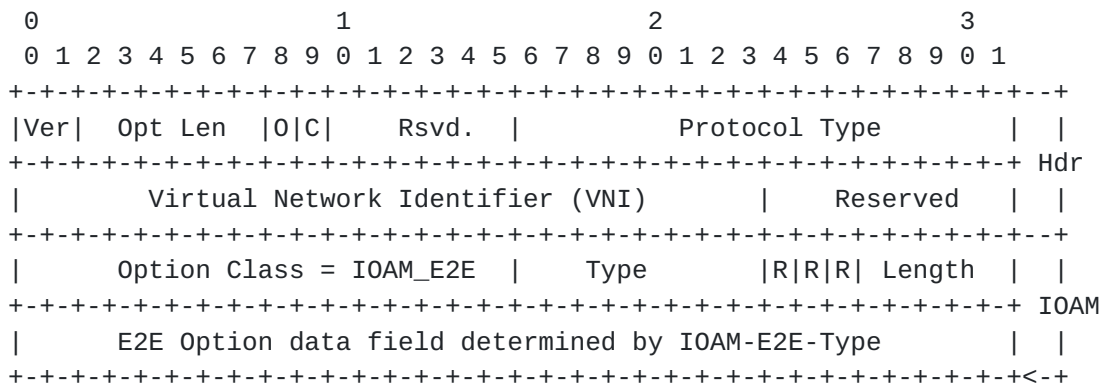 0                   1                   2                   3
 0 1 2 3 4 5 6 7 8 9 0 1 2 3 4 5 6 7 8 9 0 1 2 3 4 5 6 7 8 9 0 1
+-+-+-+-+-+-+-+-+-+-+-+-+-+-+-+-+-+-+-+-+-+-+-+-+-+-+-+-+-+-+-+-+--+
|Ver|  Opt Len  |O|C|    Rsvd.  |          Protocol Type        |  |
+-+-+-+-+-+-+-+-+-+-+-+-+-+-+-+-+-+-+-+-+-+-+-+-+-+-+-+-+-+-+-+-+ Hdr
|        Virtual Network Identifier (VNI)       |    Reserved   |  |
+-+-+-+-+-+-+-+-+-+-+-+-+-+-+-+-+-+-+-+-+-+-+-+-+-+-+-+-+-+-+-+-+--+
|      Option Class = IOAM_E2E  |    Type       |R|R|R| Length  |  |
+-+-+-+-+-+-+-+-+-+-+-+-+-+-+-+-+-+-+-+-+-+-+-+-+-+-+-+-+-+-+-+-+ IOAM
|      E2E Option data field determined by IOAM-E2E-Type        |  |
+-+-+-+-+-+-+-+-+-+-+-+-+-+-+-+-+-+-+-+-+-+-+-+-+-+-+-+-+-+-+-+-+<-+